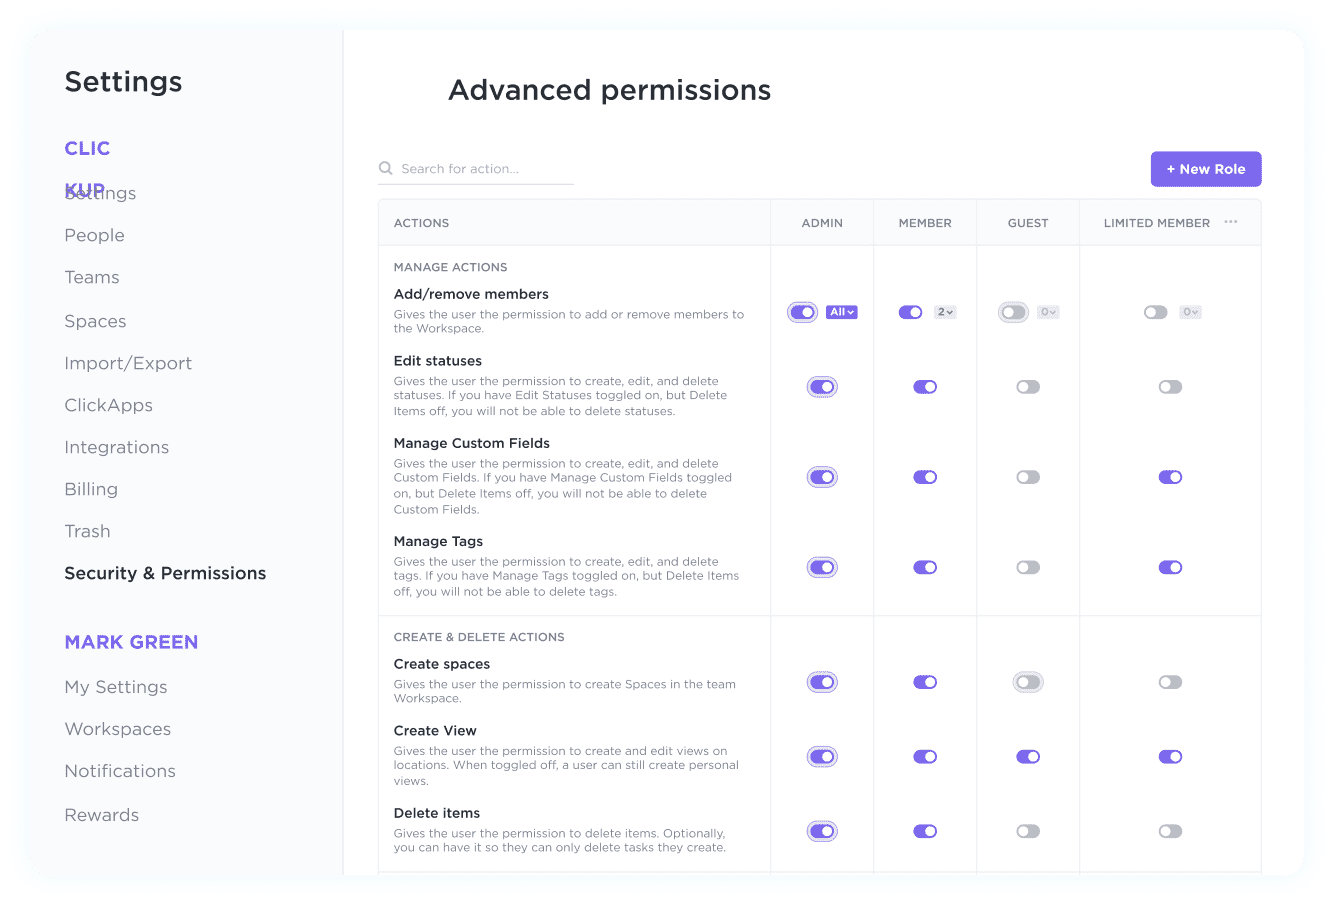 Settings
CLIC
KUP
Settings
People
Teams
Spaces
Import/Export
ClickApps
Integrations
Billing
Trash
Security & Permissions
MARK GREEN
My Settings
Workspaces
Notifications
Rewards
Advanced permissions
Search for action...
+ New Role
ACTIONS ADMIN MEMBER GUEST LIMITED MEMBER ...
MANAGE ACTIONS
Add/remove members
Gives the user the permission to add or remove members to
the Workspace.
All 2 0 0
Edit statuses
Gives the user the permission to create, edit, and delete
statuses. If you have Edit Statuses toggled on, but Delete
Items off, you will not be able to delete statuses.
Manage Custom Fields
Gives the user the permission to create, edit, and delete
Custom Fields. If you have Manage Custom Fields toggled
on, but Delete Items off, you will not be able to delete
Custom Fields.
Manage Tags
Gives the user the permission to create, edit, and delete
tags. If you have Manage Tags toggled on, but Delete Items
off, you will not be able to delete tags.
CREATE & DELETE ACTIONS
Create spaces
Gives the user the permission to create Spaces in the team
Workspace.
Create View
Gives the user the permission to create and edit views on
locations. When toggled off, a user can still create personal
views.
Delete items
Gives the user the permission to delete items. Optionally,
you can have it so they can only delete tasks they create.